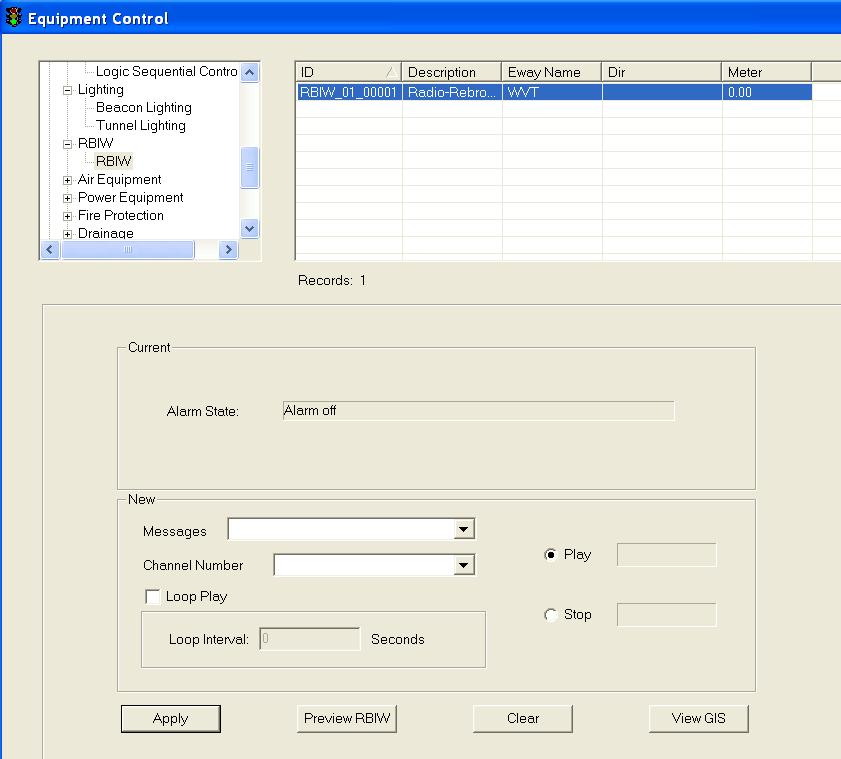 Equipment Control
Logic Sequential Contro
Lighting
Beacon Lighting
Tunnel Lighting
RBIW
RBIW
Air Equipment
Power Equipment
Fire Protection
Drainage
ID Description Eway Name Dir Meter
RBIW_01_00001 Radio-Rebro... WVT 0.00
Records: 1
Current
Alarm State: Alarm off
New
Messages
Channel Number
Loop Play
Loop Interval: 0 Seconds
Play
Stop
Apply Preview RBIW Clear View GIS